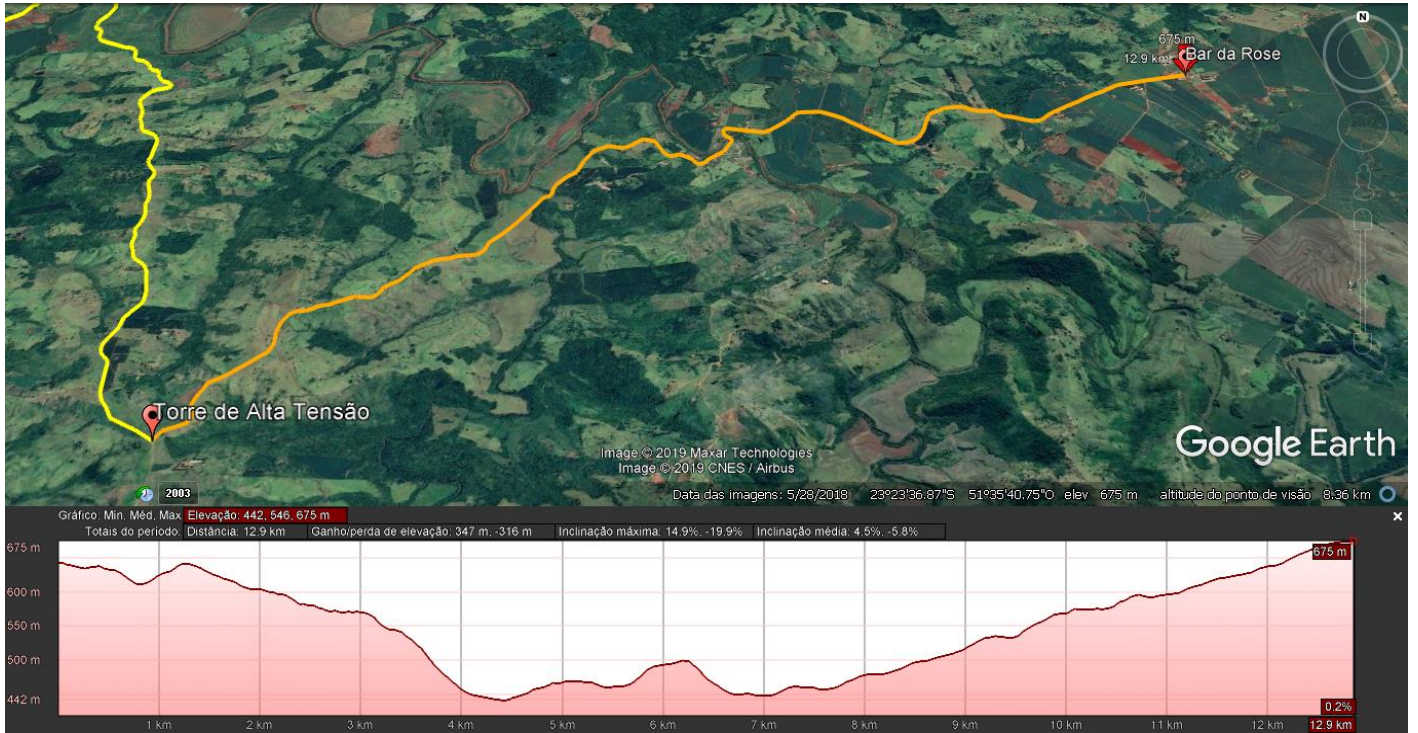 N
675 m
Bar da Rose
12.9 km
Torre de Alta Tensão
Google Earth
Image © 2019 Maxar Technologies
Image © 2019 CNES / Airbus
2003
Data das imagens: 5/28/2018 23°23'36.87"S 51°35'40.75"O elev 675 m altitude do ponto de visão 8.36 km
Gráfico: Mín. Méd. Max Elevação: 442, 546, 675 m
Totais do período: Distância: 12.9 km Ganho/perda de elevação: 347 m, -316 m Inclinação máxima: 14.9%, -19.9% Inclinação média: 4.5%, -5.8%
675 m
675 m
600 m
550 m
500 m
442 m
0.2%
1 km 2 km 3 km 4 km 5 km 6 km 7 km 8 km 9 km 10 km 11 km 12 km 12.9 km